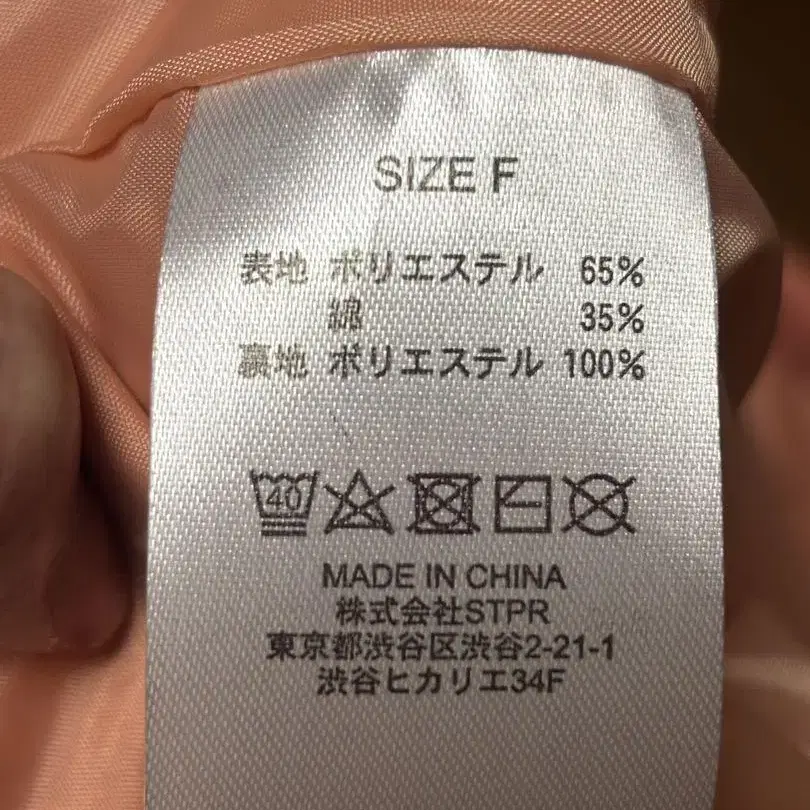 SIZE F
表地 ポリエステル 65%
綿 35%
裏地 ポリエステル 100%
40
MADE IN CHINA
株式会社STPR
東京都渋谷区渋谷2-21-1
渋谷ヒカリエ34F